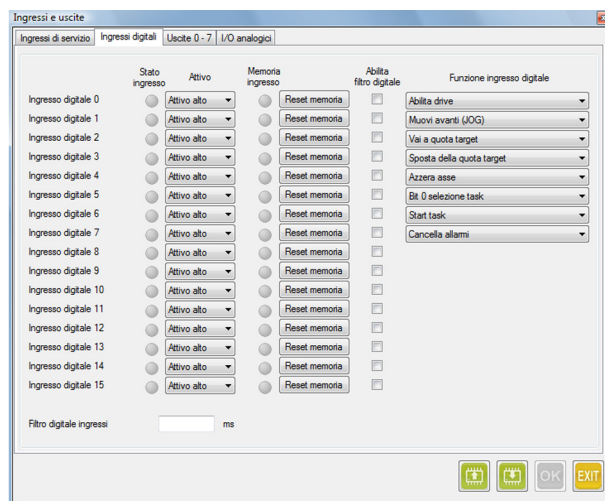 Ingressi e uscite
Ingressi di servizio Ingressi digitali Uscite 0 - 7 I/O analogici
Stato ingresso Attivo Memoria ingresso Abilita filtro digitale Funzione ingresso digitale
Ingresso digitale 0 Attivo alto Reset memoria Abilita drive
Ingresso digitale 1 Attivo alto Reset memoria Muovi avanti (JOG)
Ingresso digitale 2 Attivo alto Reset memoria Vai a quota target
Ingresso digitale 3 Attivo alto Reset memoria Sposta della quota target
Ingresso digitale 4 Attivo alto Reset memoria Azzera asse
Ingresso digitale 5 Attivo alto Reset memoria Bit 0 selezione task
Ingresso digitale 6 Attivo alto Reset memoria Start task
Ingresso digitale 7 Attivo alto Reset memoria Cancella allarmi
Ingresso digitale 8 Attivo alto Reset memoria
Ingresso digitale 9 Attivo alto Reset memoria
Ingresso digitale 10 Attivo alto Reset memoria
Ingresso digitale 11 Attivo alto Reset memoria
Ingresso digitale 12 Attivo alto Reset memoria
Ingresso digitale 13 Attivo alto Reset memoria
Ingresso digitale 14 Attivo alto Reset memoria
Ingresso digitale 15 Attivo alto Reset memoria
Filtro digitale ingressi ms
OK EXIT